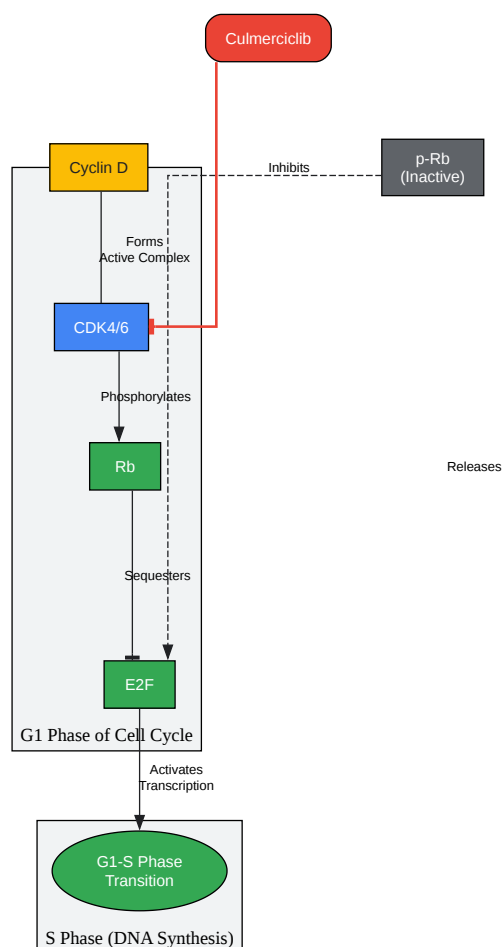 Culmerciclib
Cyclin D
Inhibits
p-Rb
(Inactive)
Forms
Active Complex
CDK4/6
Phosphorylates
Rb
Releases
Sequesters
E2F
G1 Phase of Cell Cycle
Activates
Transcription
G1-S Phase
Transition
S Phase (DNA Synthesis)